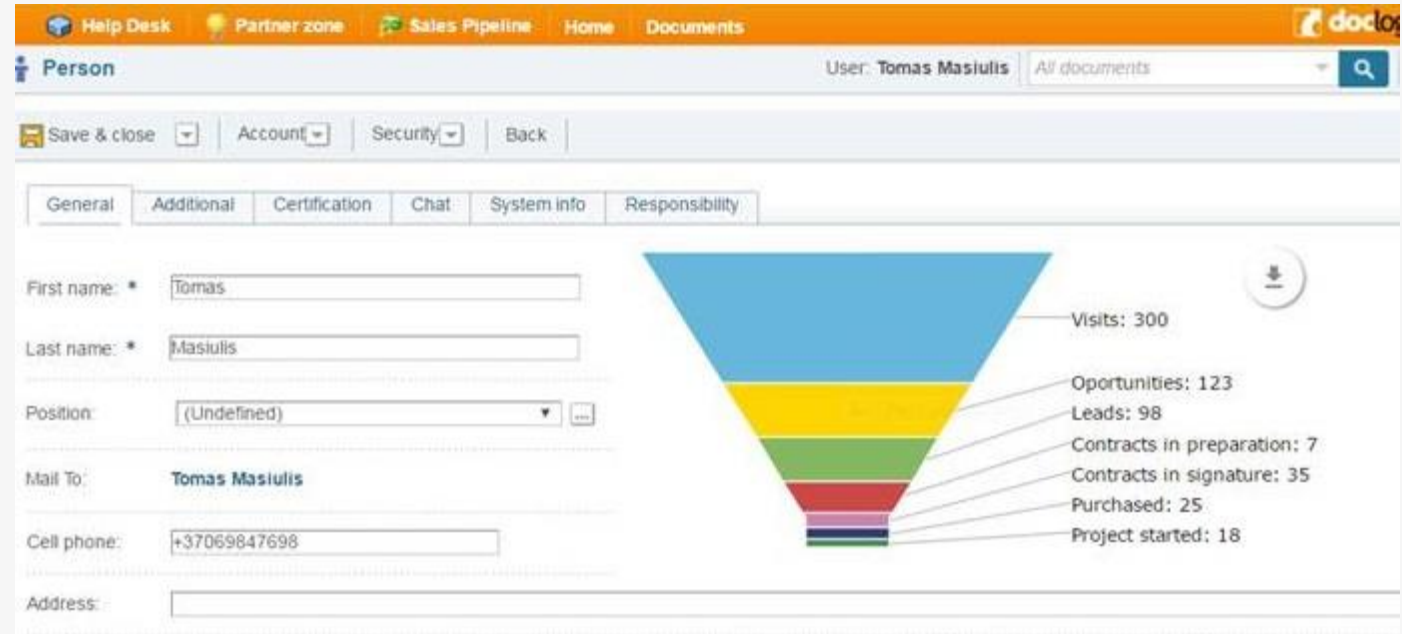 Help Desk Partner zone Sales Pipeline Home Documents doclog
Person User: Tomas Masiulis All documents
Save & close Account Security Back
General Additional Certification Chat System info Responsibility
First name: * Tomas
Last name: * Masiulis
Position: (Undefined) ...
Mail To: Tomas Masiulis
Cell phone: +37069847698
Address:
Visits: 300
Oportunities: 123
Leads: 98
Contracts in preparation: 7
Contracts in signature: 35
Purchased: 25
Project started: 18